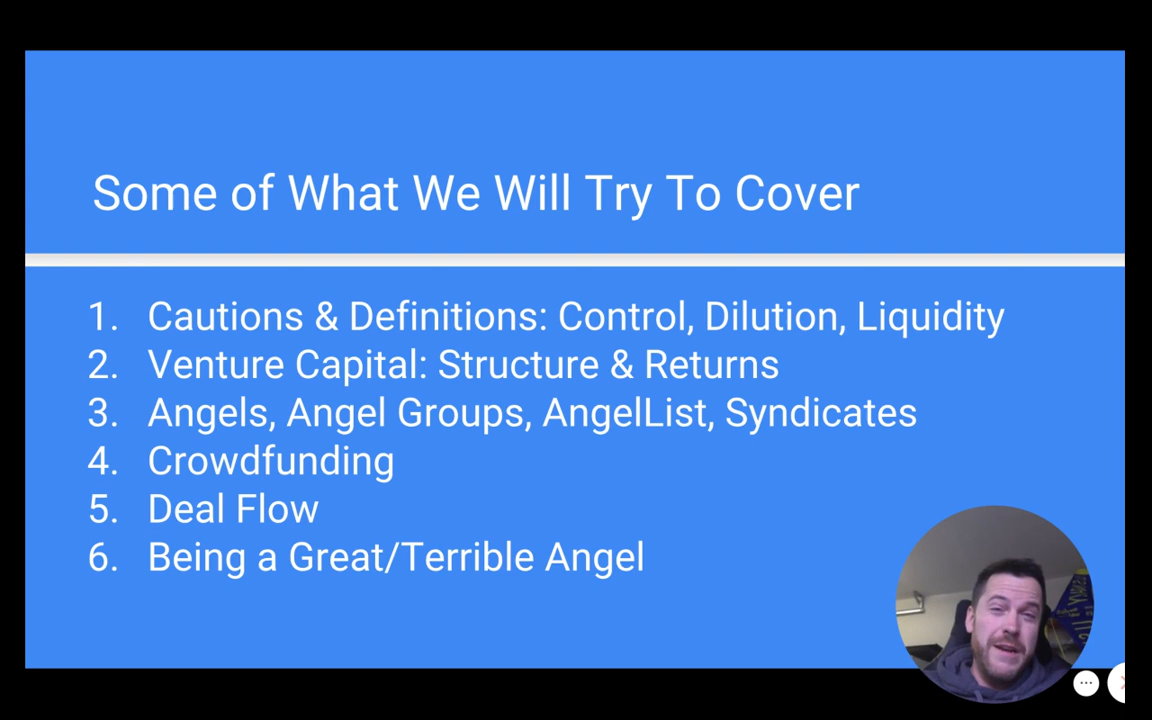 Some of What We Will Try To Cover
1. Cautions & Definitions: Control, Dilution, Liquidity
2. Venture Capital: Structure & Returns
3. Angels, Angel Groups, AngelList, Syndicates
4. Crowdfunding
5. Deal Flow
6. Being a Great/Terrible Angel